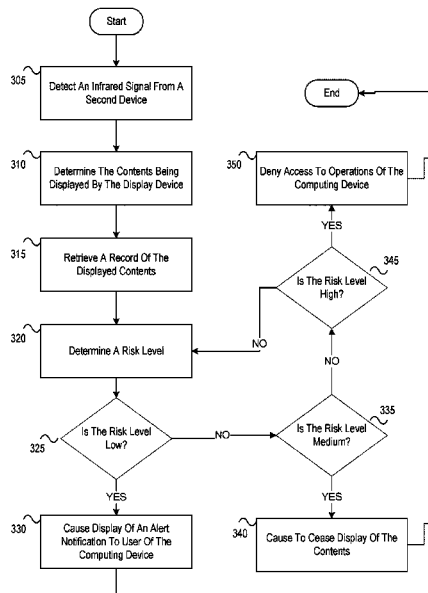 Start
305
Detect An Infrared Signal From A
Second Device
310
Determine The Contents Being
Displayed By The Display Device
315
Retrieve A Record Of The
Displayed Contents
320
Determine A Risk Level
325
Is The Risk Level
Low?
YES
NO
330
Cause Display Of An Alert
Notification To User Of The
Computing Device
335
Is The Risk Level
Medium?
YES
NO
340
Cause To Cease Display Of The
Contents
345
Is The Risk Level
High?
NO
YES
350
Deny Access To Operations Of The
Computing Device
End